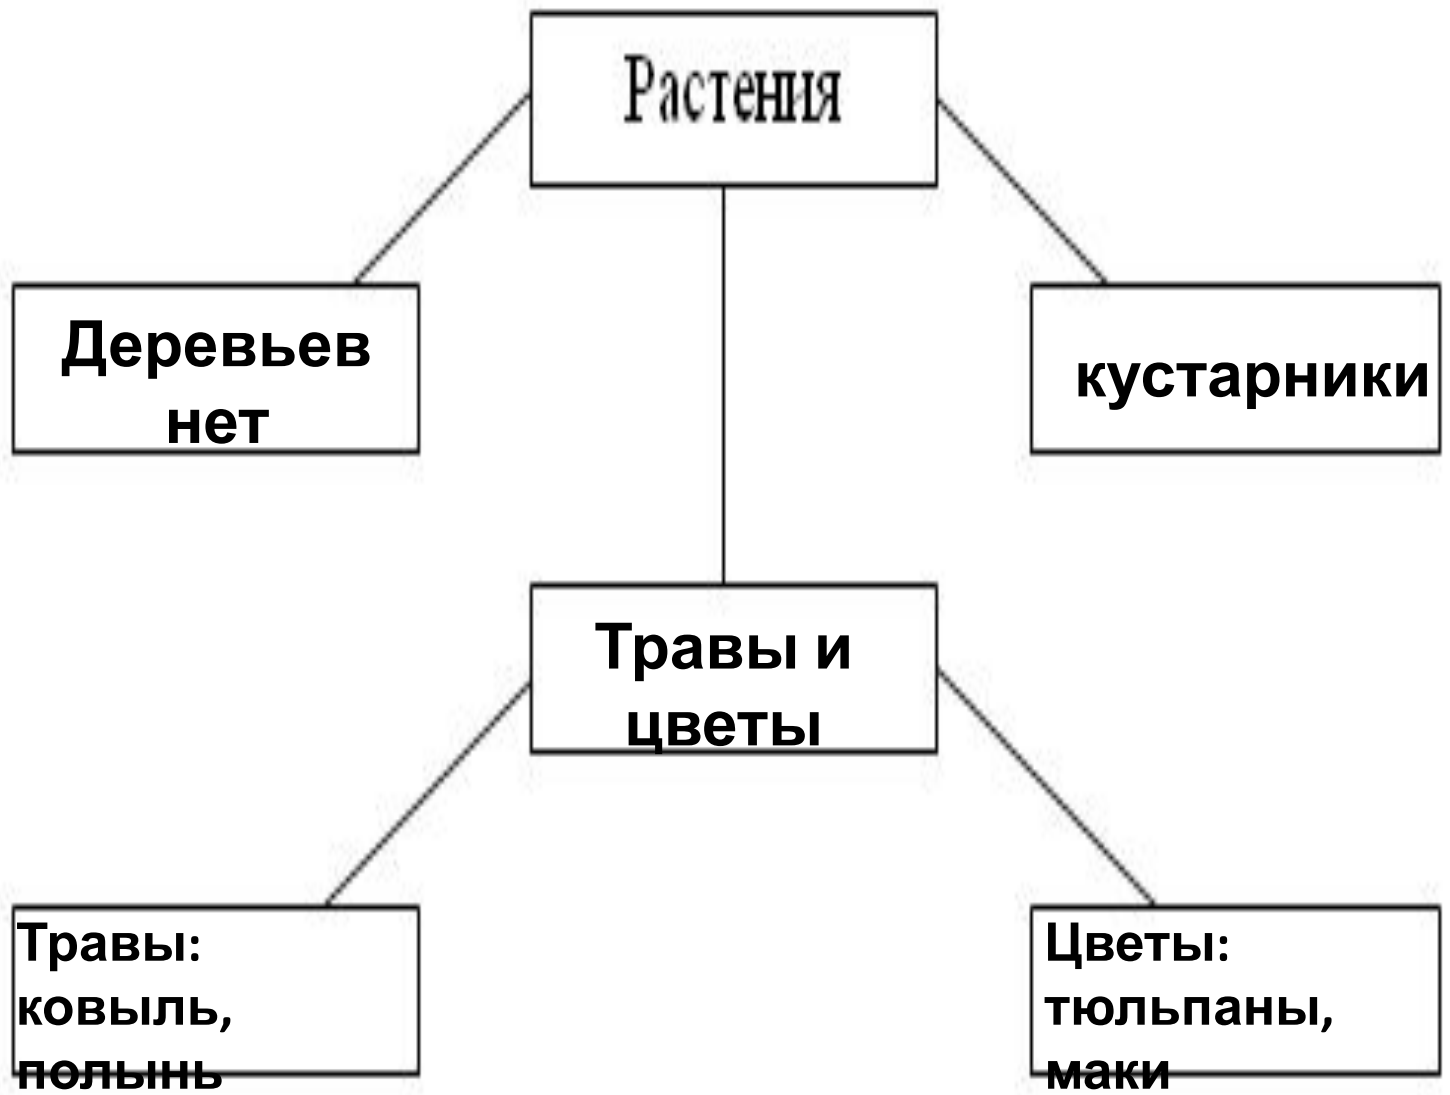 Растения
Деревьев
нет
кустарники
Травы и
цветы
Травы:
ковыль,
полынь
Цветы:
тюльпаны,
маки